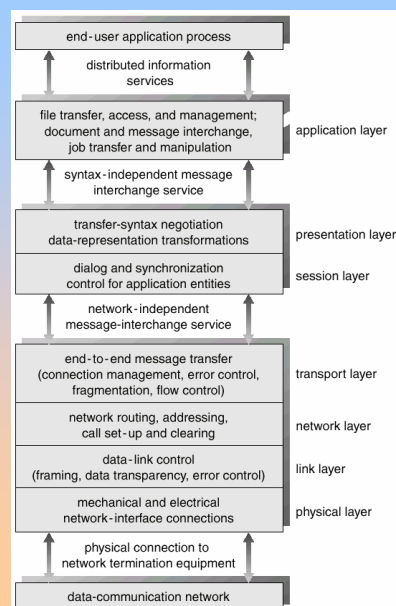 end-user application process
distributed information
services
file transfer, access, and management;
document and message interchange,
job transfer and manipulation
application layer
syntax-independent message
interchange service
transfer-syntax negotiation
data-representation transformations
presentation layer
dialog and synchronization
control for application entities
session layer
network-independent
message-interchange service
end-to-end message transfer
(connection management, error control,
fragmentation, flow control)
transport layer
network routing, addressing,
call set-up and clearing
network layer
data-link control
(framing, data transparency, error control)
link layer
mechanical and electrical
network-interface connections
physical layer
physical connection to
network termination equipment
data-communication network